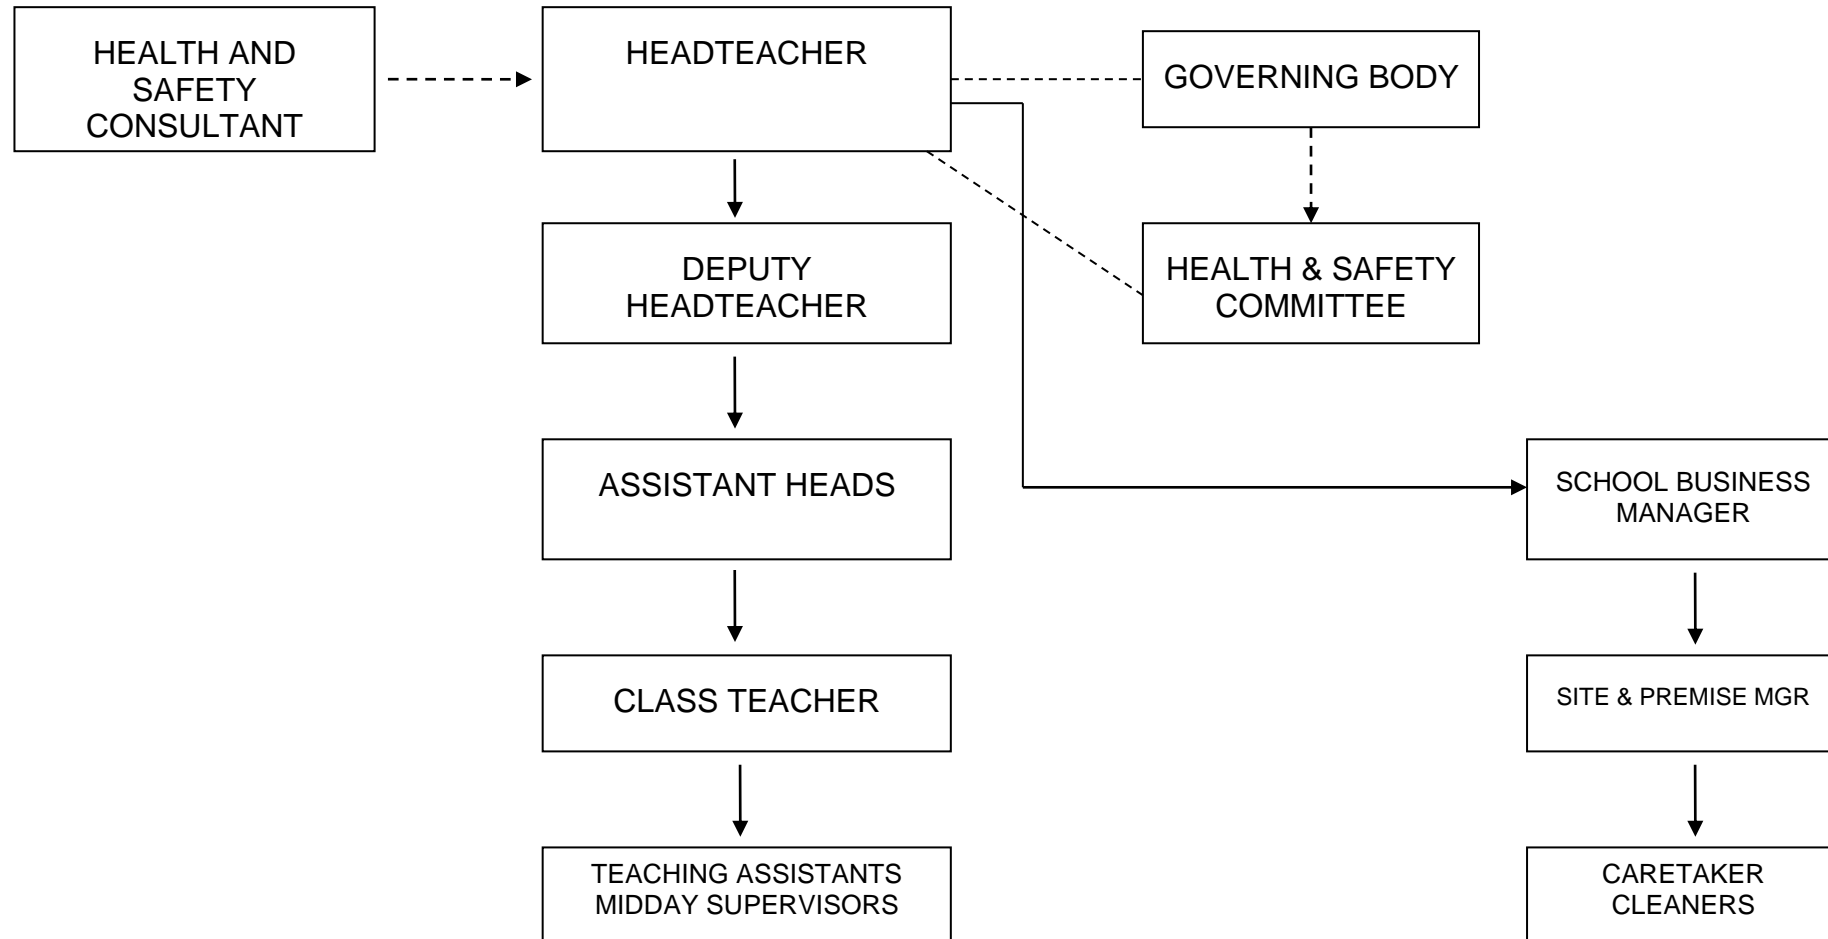 HEALTH AND
SAFETY
CONSULTANT
HEADTEACHER
GOVERNING BODY
DEPUTY
HEADTEACHER
HEALTH & SAFETY
COMMITTEE
ASSISTANT HEADS
SCHOOL BUSINESS
MANAGER
CLASS TEACHER
SITE & PREMISE MGR
TEACHING ASSISTANTS
MIDDAY SUPERVISORS
CARETAKER
CLEANERS